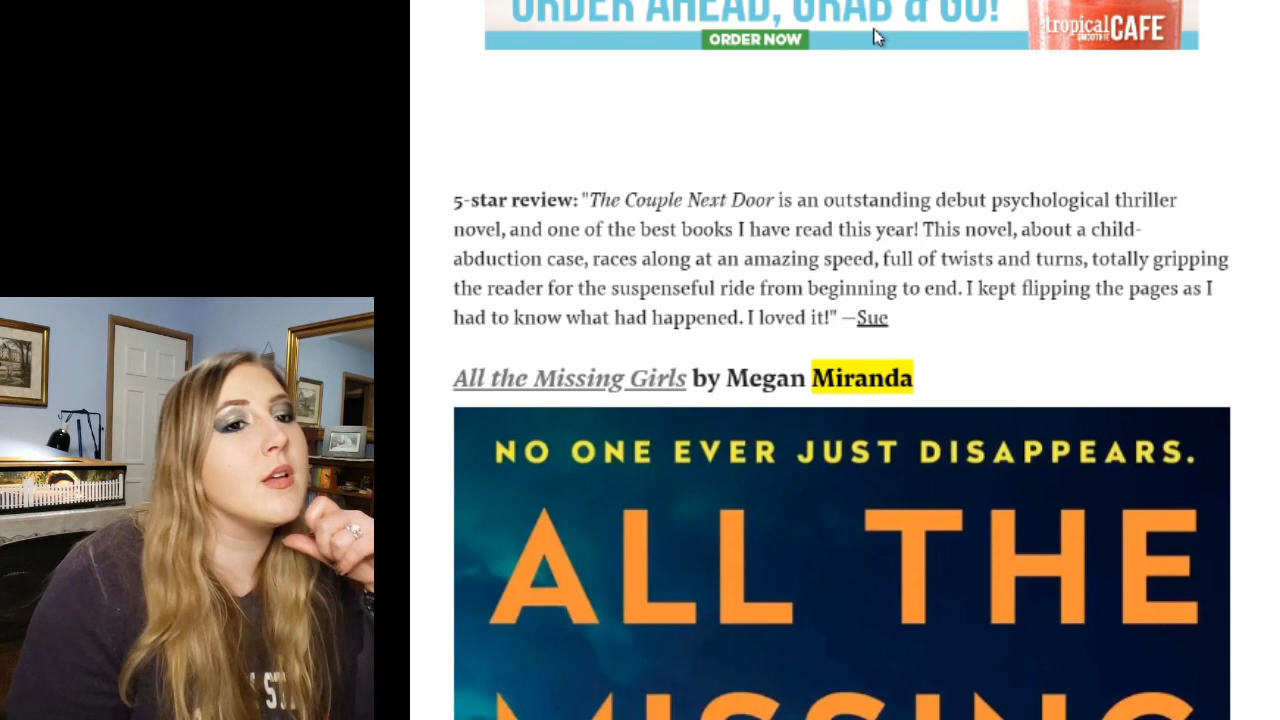 ORDER AHEAD, GRAB & GO!
ORDER NOW
tropical
SMOOTHIE CAFE
5-star review: "The Couple Next Door is an outstanding debut psychological thriller
novel, and one of the best books I have read this year! This novel, about a child-
abduction case, races along at an amazing speed, full of twists and turns, totally gripping
the reader for the suspenseful ride from beginning to end. I kept flipping the pages as I
had to know what had happened. I loved it!" —Sue
All the Missing Girls by Megan Miranda
NO ONE EVER JUST DISAPPEARS.
ALL THE
MISSING